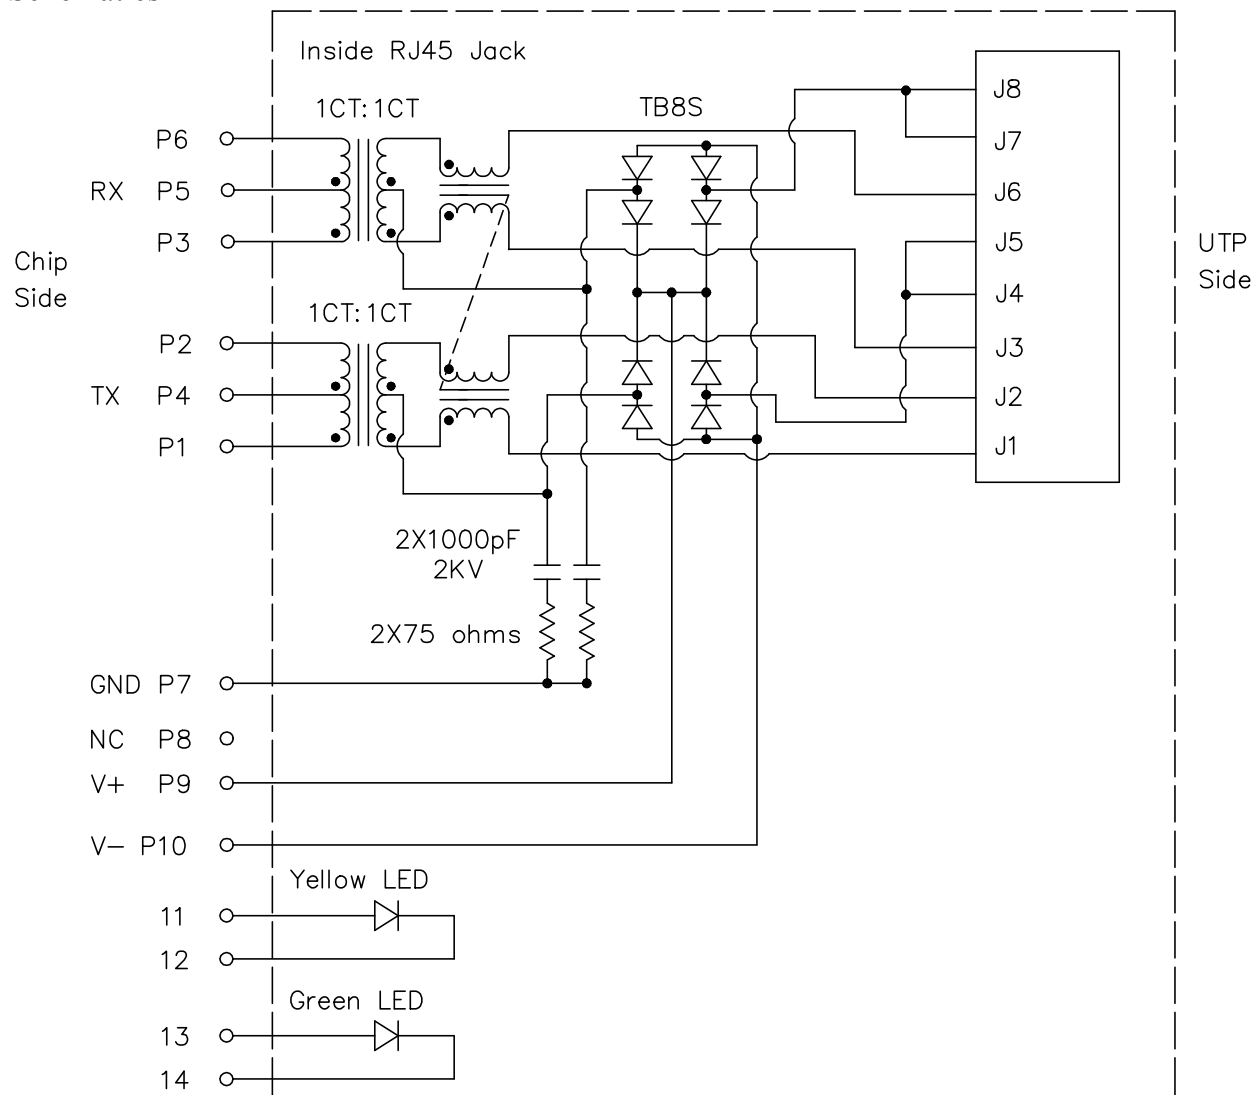 Inside RJ45 Jack
1CT:1CT
TB8S
J8
P6
J7
RX P5
J6
P3
J5
UTP
Side
Chip
Side
J4
1CT:1CT
P2
J3
TX P4
J2
P1
J1
2X1000pF
2KV
2X75 ohms
GND P7
NC P8
V+ P9
V- P10
Yellow LED
11
12
Green LED
13
14